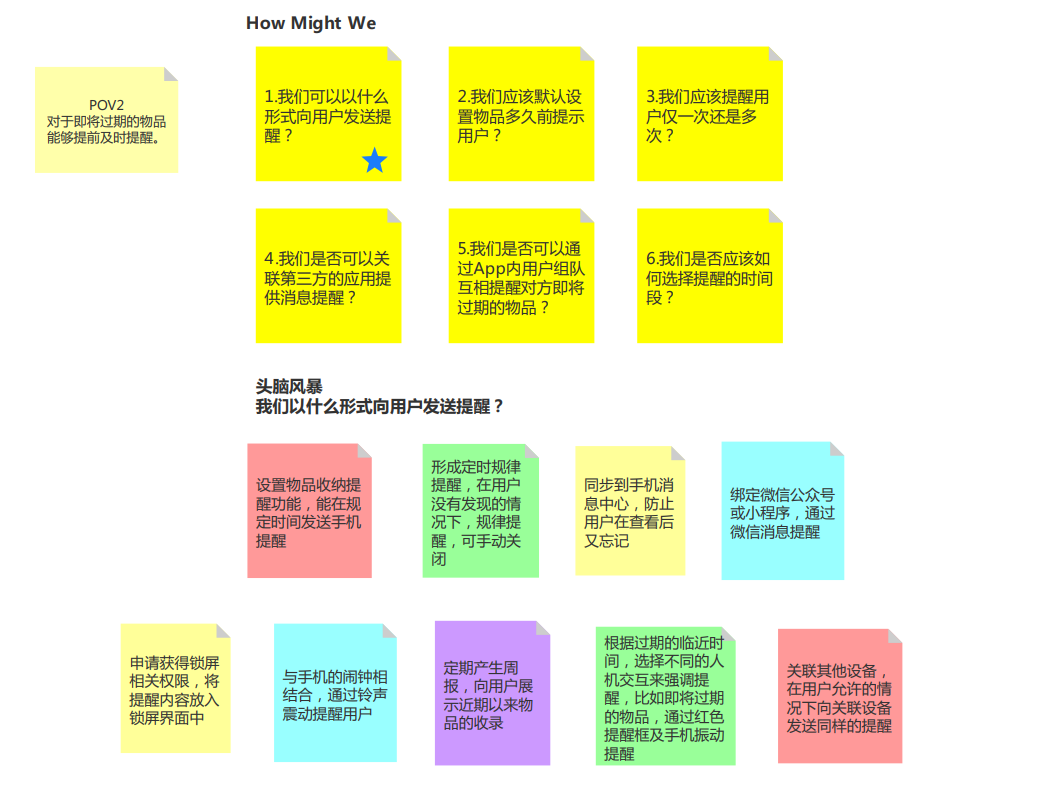 How Might We
POV2
对于即将过期的物品
能够提前及时提醒。
1.我们可以以什么
形式向用户发送提
醒？
2.我们应该默认设
置物品多久前提示
用户？
3.我们应该提醒用
户仅一次还是多
次？
4.我们是否可以关
联第三方的应用提
供消息提醒？
5.我们是否可以通
过App内用户组队
互相提醒对方即将
过期的物品？
6.我们是否应该如
何选择提醒的时间
段？
头脑风暴
我们以什么形式向用户发送提醒？
设置物品收纳提
醒功能，能在规
定时间发送手机
提醒
形成定时规律
提醒，在用户
没有发现的情
况下，规律提
醒，可手动关
闭
同步到手机消
息中心，防止
用户在查看后
又忘记
绑定微信公众号
或小程序，通过
微信消息提醒
申请获得锁屏
相关权限，将
提醒内容放入
锁屏界面中
与手机的闹钟相
结合，通过铃声
震动提醒用户
定期产生周
报，向用户展
示近期以来物
品的收录
根据过期的临近时
间，选择不同的人
机交互来强调提
醒，比如即将过期
的物品，通过红色
提醒框及手机振动
提醒
关联其他设备，
在用户允许的情
况下向关联设备
发送同样的提醒